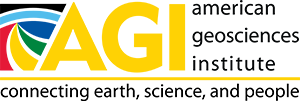 AGI
american
geosciences
institute
connecting earth, science, and people